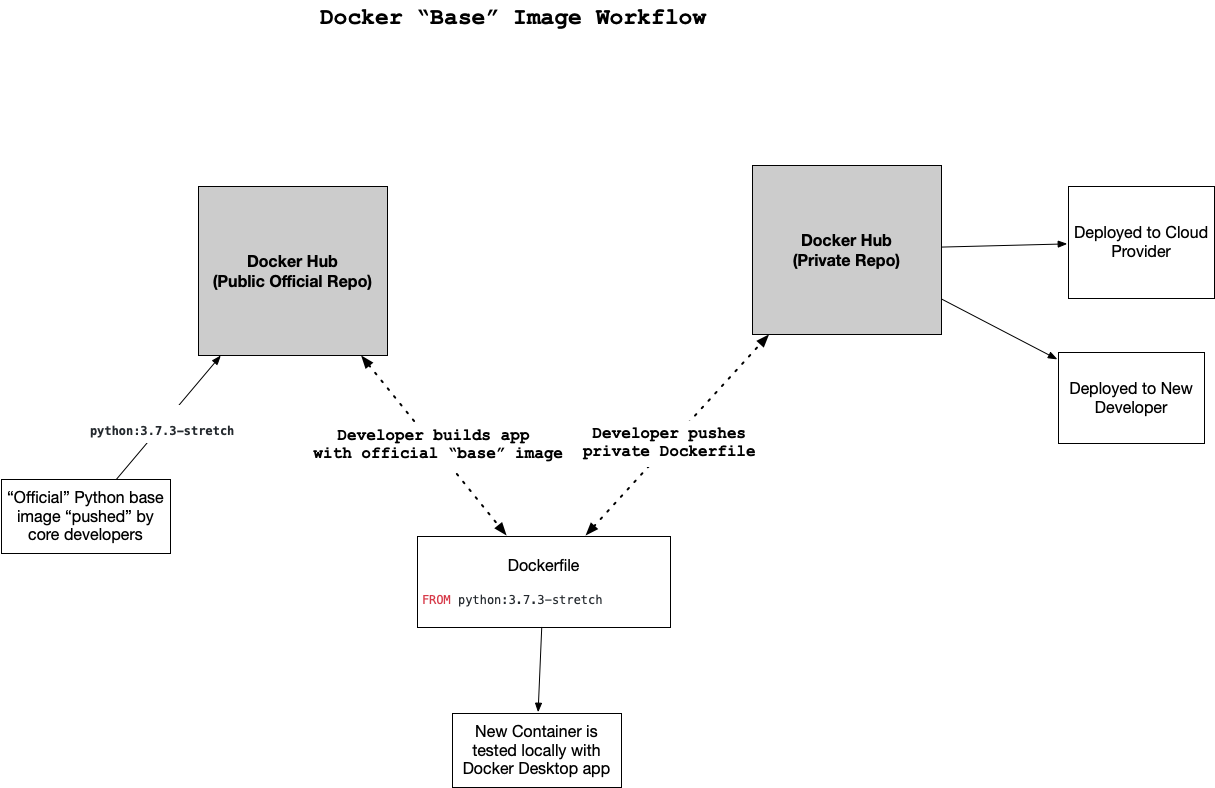 Docker “Base” Image Workflow
Docker Hub
(Public Official Repo)
Docker Hub
(Private Repo)
Deployed to Cloud
Provider
Deployed to New
Developer
python:3.7.3-stretch
Developer builds app
with official “base” image
Developer pushes
private Dockerfile
“Official” Python base
image “pushed” by
core developers
Dockerfile
FROM python:3.7.3-stretch
New Container is
tested locally with
Docker Desktop app